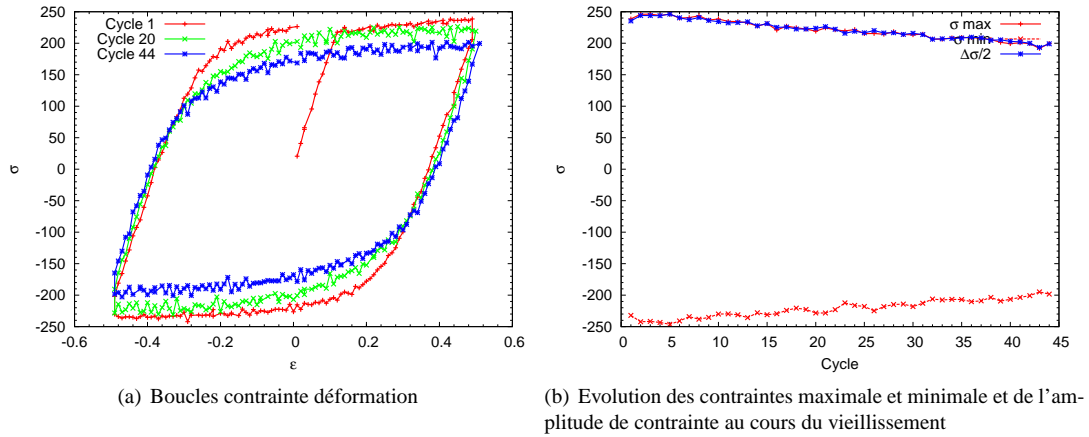 250
200
150
100
50
0
-50
-100
-150
-200
-250
σ
-0.6 -0.4 -0.2 0 0.2 0.4 0.6
ε
Cycle 1
Cycle 20
Cycle 44
(a) Boucles contrainte déformation
250
200
150
100
50
0
-50
-100
-150
-200
-250
σ
0 5 10 15 20 25 30 35 40 45
Cycle
σ max
σ min
Δσ/2
(b) Evolution des contraintes maximale et minimale et de l'am-
plitude de contrainte au cours du vieillissement